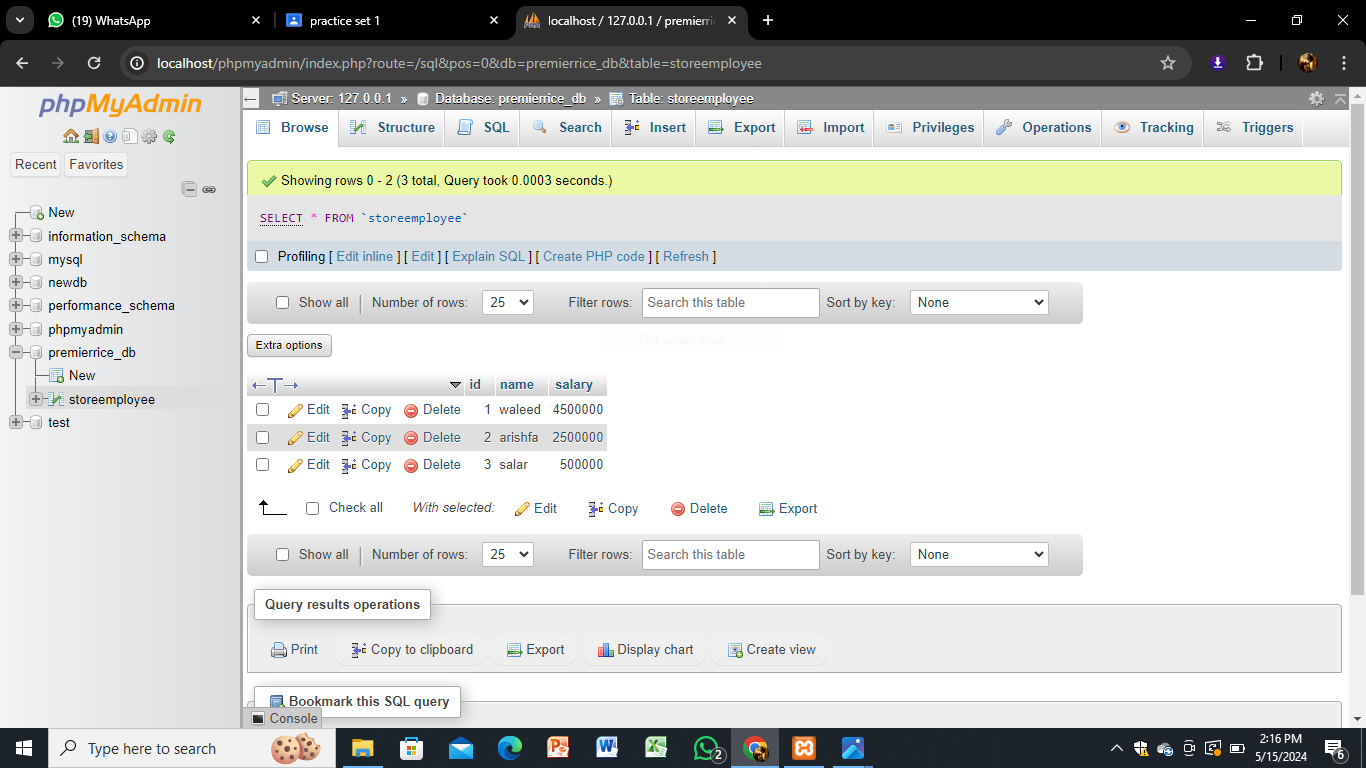 (19) WhatsApp
practice set 1
localhost / 127.0.0.1 / premierric
localhost/phpmyadmin/index.php?route=/sql&pos=0&db=premierrice_db&table=storeemployee
phpMyAdmin
Recent Favorites
New
information_schema
mysql
newdb
performance_schema
phpmyadmin
premierrice_db
New
storeemployee
test
Server: 127.0.0.1 » Database: premierrice_db » Table: storeemployee
Browse Structure SQL Search Insert Export Import Privileges Operations Tracking Triggers
Showing rows 0 - 2 (3 total, Query took 0.0003 seconds.)
SELECT * FROM `storeemployee`
Profiling [ Edit inline ] [ Edit ] [ Explain SQL ] [ Create PHP code ] [ Refresh ]
Show all Number of rows: 25 Filter rows: Search this table Sort by key: None
Full-screen Snip
Extra options
←T→ id name salary
Edit Copy Delete 1 waleed 4500000
Edit Copy Delete 2 arishfa 2500000
Edit Copy Delete 3 salar 500000
Check all With selected: Edit Copy Delete Export
Show all Number of rows: 25 Filter rows: Search this table Sort by key: None
Query results operations
Print Copy to clipboard Export Display chart Create view
Bookmark this SQL query
Console
Type here to search
2
2:16 PM
5/15/2024
6